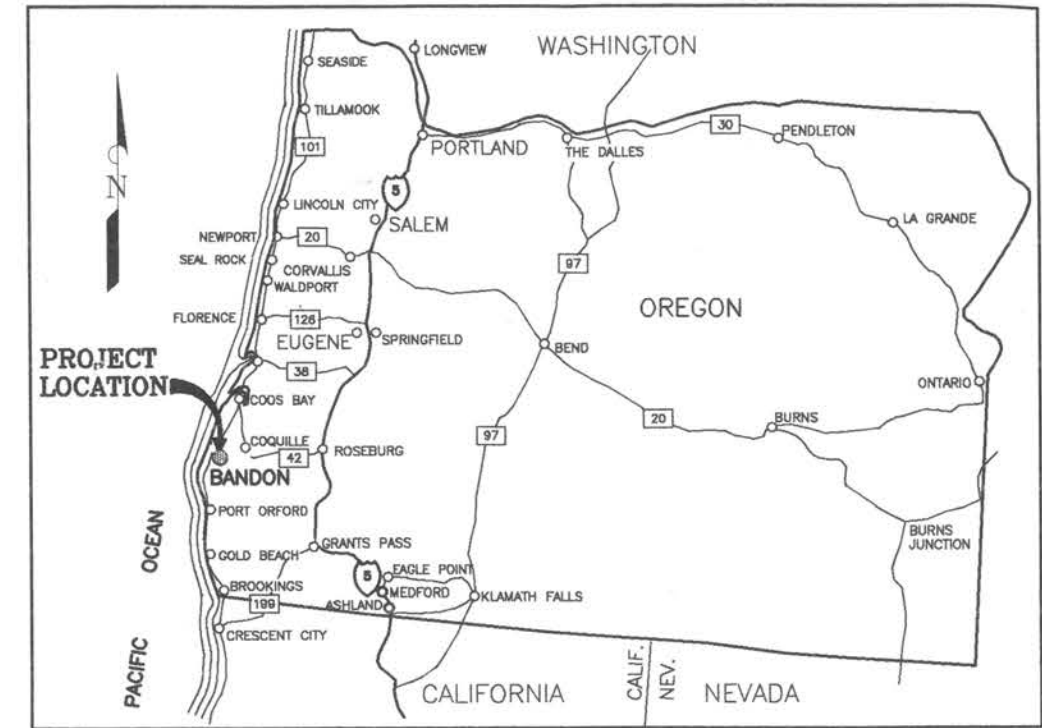 WASHINGTON
LONGVIEW
SEASIDE
TILLAMOOK
101
PORTLAND
THE DALLES
30
PENDLETON
N
5
LINCOLN CITY
SALEM
LA GRANDE
NEWPORT
20
SEAL ROCK
CORVALLIS
WALDPORT
97
OREGON
FLORENCE
126
EUGENE
SPRINGFIELD
BEND
PROJECT
LOCATION
38
ONTARIO
COOS BAY
20
BURNS
COQUILLE
42
ROSEBURG
97
BANDON
PORT ORFORD
BURNS
JUNCTION
GOLD BEACH
GRANTS PASS
5
EAGLE POINT
BROOKINGS
MEDFORD
KLAMATH FALLS
199
ASHLAND
CRESCENT CITY
PACIFIC OCEAN
CALIFORNIA
CALIF.
NEV.
NEVADA